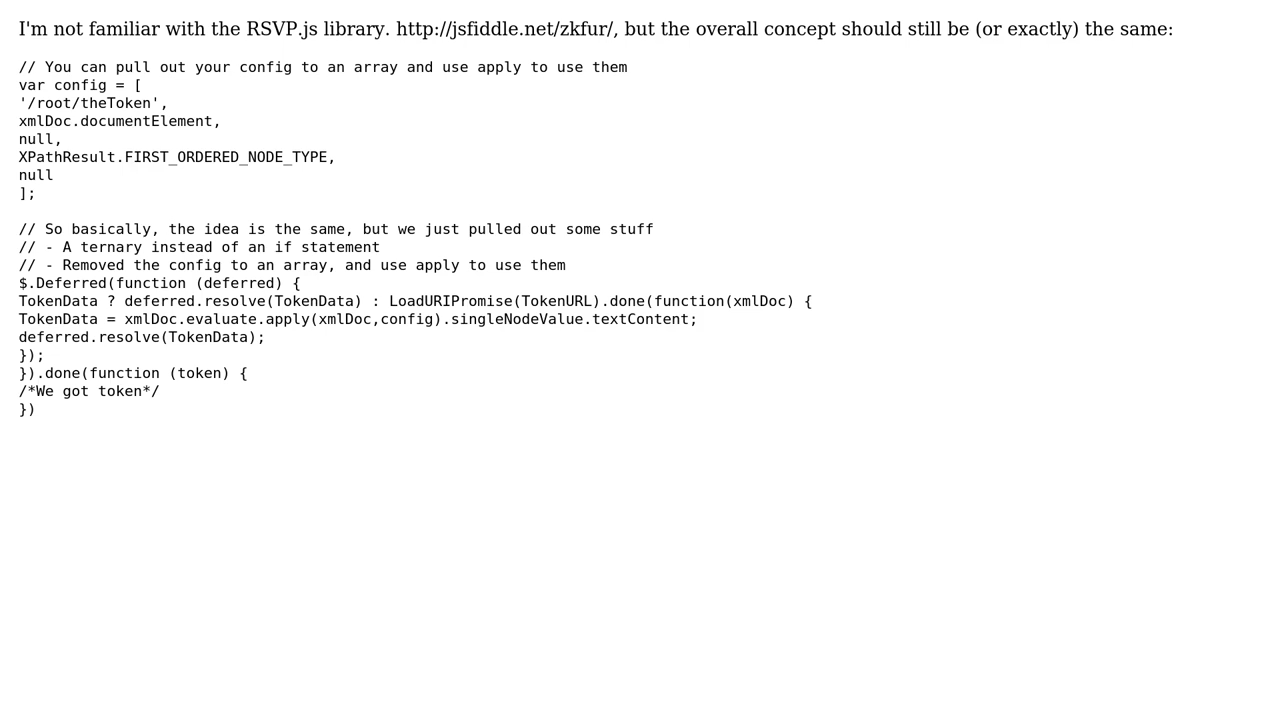 I'm not familiar with the RSVP.js library. http://jsfiddle.net/zkfur/, but the overall concept should still be (or exactly) the same:
// You can pull out your config to an array and use apply to use them
var config = [
'/root/theToken',
xmlDoc.documentElement,
null,
XPathResult.FIRST_ORDERED_NODE_TYPE,
null
];
// So basically, the idea is the same, but we just pulled out some stuff
// - A ternary instead of an if statement
// - Removed the config to an array, and use apply to use them
$.Deferred(function (deferred) {
TokenData ? deferred.resolve(TokenData) : LoadURIPromise(TokenURL).done(function(xmlDoc) {
TokenData = xmlDoc.evaluate.apply(xmlDoc,config).singleNodeValue.textContent;
deferred.resolve(TokenData);
});
}).done(function (token) {
/*We got token*/
})